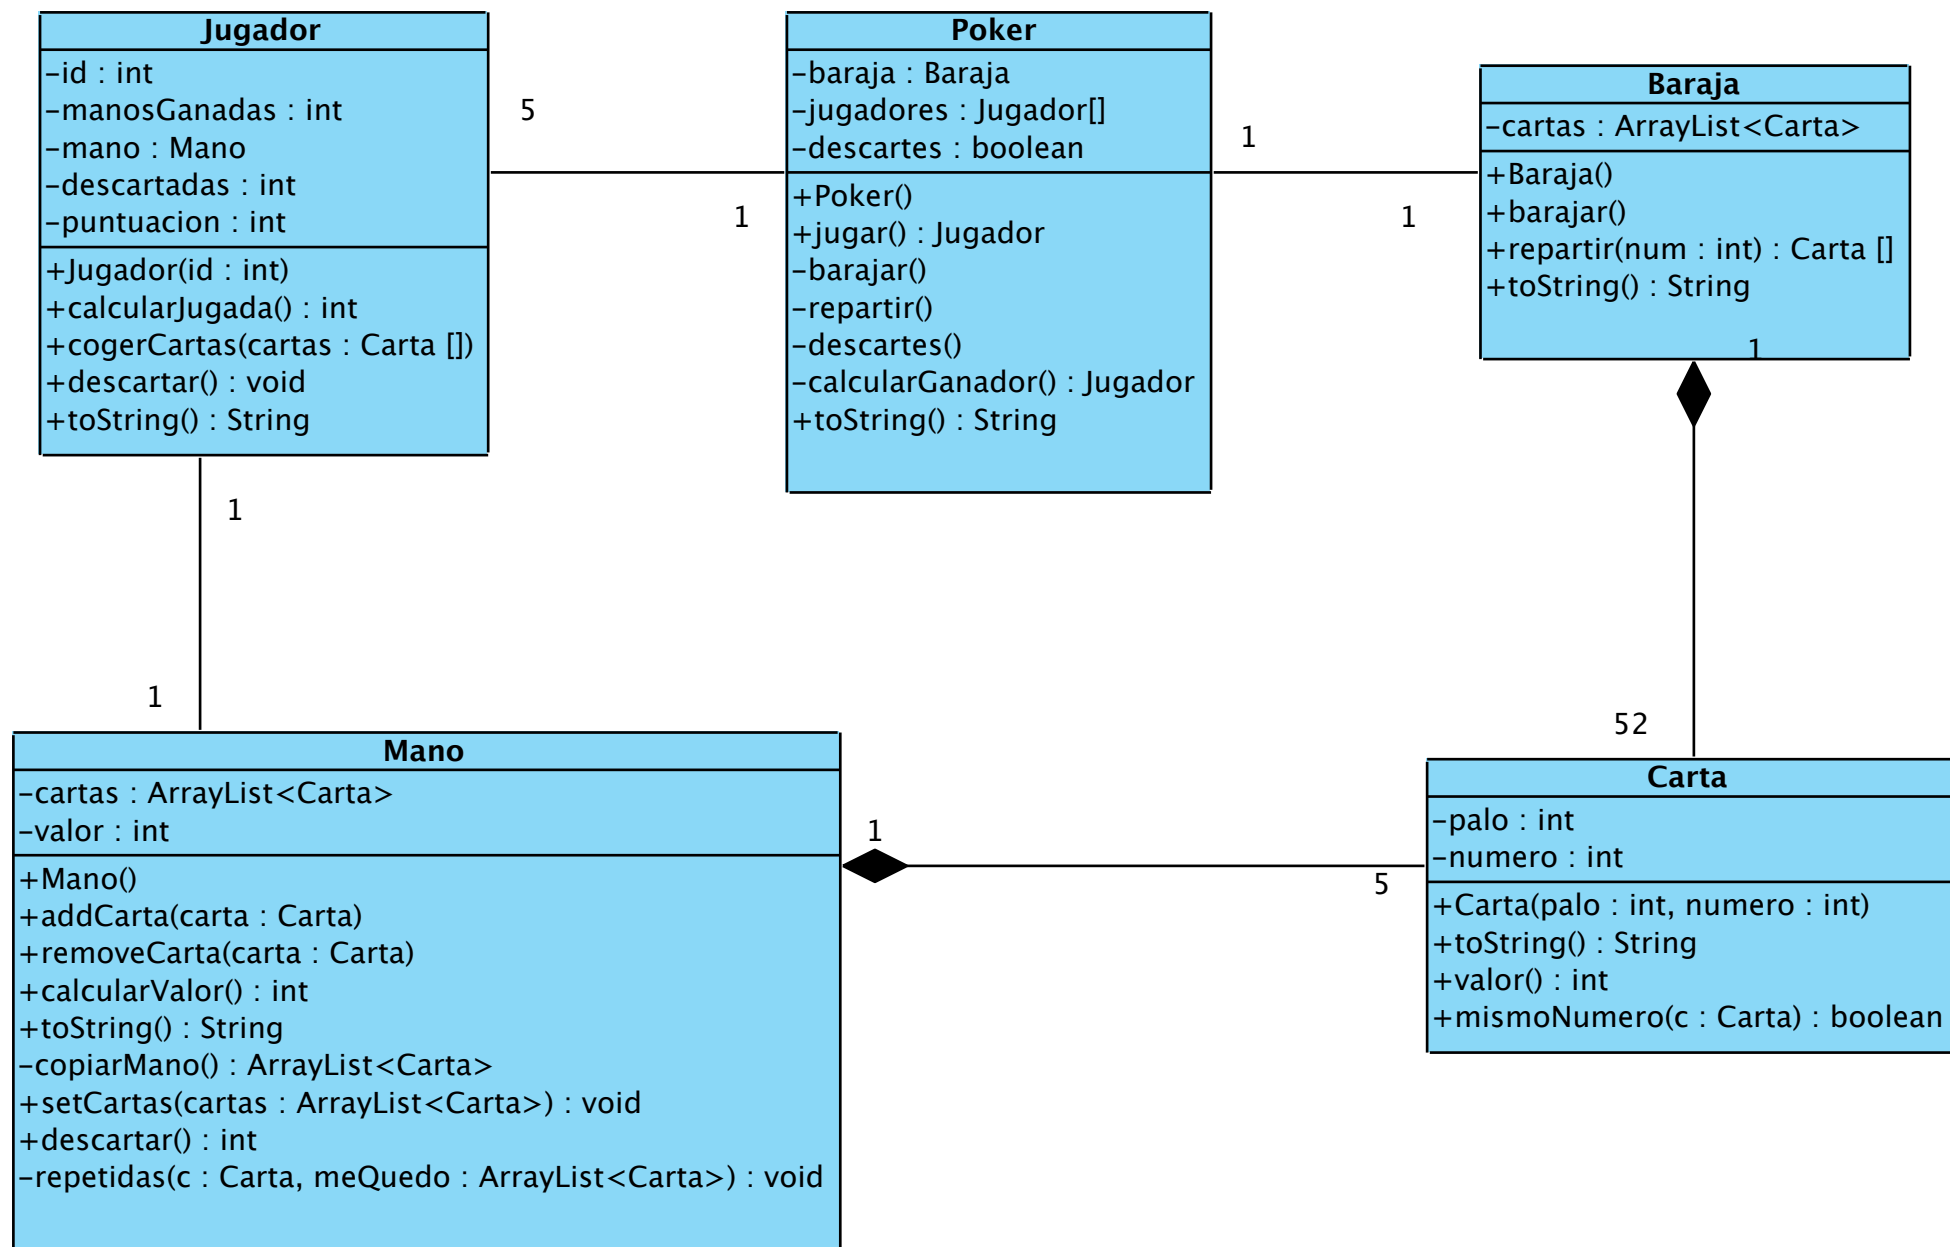 Jugador
-id : int
-manosGanadas : int
-mano : Mano
-descartadas : int
-puntuacion : int
+Jugador(id : int)
+calcularJugada() : int
+cogerCartas(cartas : Carta [])
+descartar() : void
+toString() : String
5
1
Poker
-baraja : Baraja
-jugadores : Jugador[]
-descartes : boolean
+Poker()
+jugar() : Jugador
-barajar()
-repartir()
-descartes()
-calcularGanador() : Jugador
+toString() : String
1
1
Baraja
-cartas : ArrayList<Carta>
+Baraja()
+barajar()
+repartir(num : int) : Carta []
+toString() : String
1
52
1
1
Mano
-cartas : ArrayList<Carta>
-valor : int
+Mano()
+addCarta(carta : Carta)
+removeCarta(carta : Carta)
+calcularValor() : int
+toString() : String
-copiarMano() : ArrayList<Carta>
+setCartas(cartas : ArrayList<Carta>) : void
+descartar() : int
-repetidas(c : Carta, meQuedo : ArrayList<Carta>) : void
1
5
Carta
-palo : int
-numero : int
+Carta(palo : int, numero : int)
+toString() : String
+valor() : int
+mismoNumero(c : Carta) : boolean